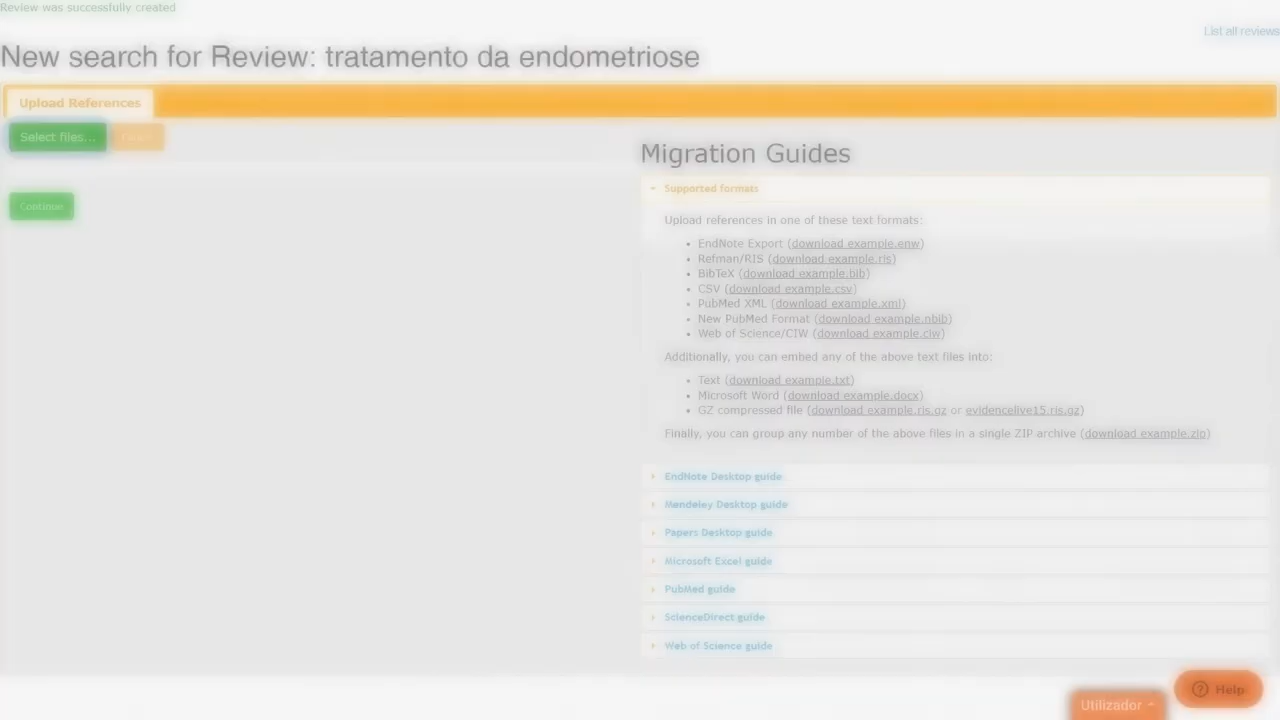 Review was successfully created
List all reviews
New search for Review: tratamento da endometriose
Upload References
Select files...
Migration Guides
Supported formats
Continue
Upload references in one of these text formats:
EndNote Export (download example.enw)
Refman/RIS (download example.ris)
BibTeX (download example.bib)
CSV (download example.csv)
PubMed XML (download example.xml)
New PubMed Format (download example.nbib)
Web of Science/CIW (download example.ciw)
Additionally, you can embed any of the above text files into:
Text (download example.txt)
Microsoft Word (download example.docx)
GZ compressed file (download example.ris.gz or evidencelive15.ris.gz)
Finally, you can group any number of the above files in a single ZIP archive (download example.zip)
EndNote Desktop guide
Mendeley Desktop guide
Papers Desktop guide
Microsoft Excel guide
PubMed guide
ScienceDirect guide
Web of Science guide
Help
Utilizador